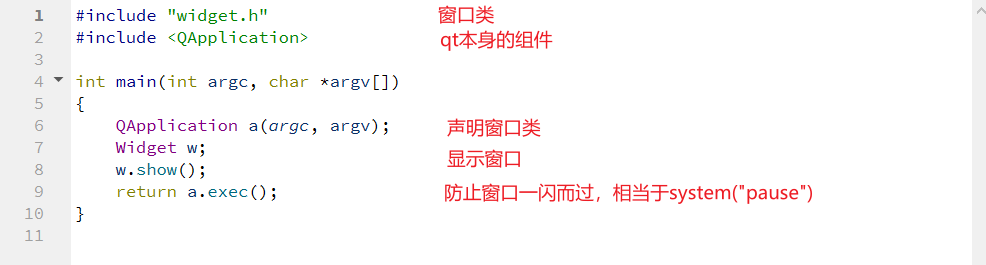 1 #include "widget.h" 窗口类
2 #include <QApplication> qt本身的组件
3
4 int main(int argc, char *argv[])
5 {
6 QApplication a(argc, argv); 声明窗口类
7 Widget w;
显示窗口
8 w.show();
9 return a.exec(); 防止窗口一闪而过，相当于system("pause")
10 }
11